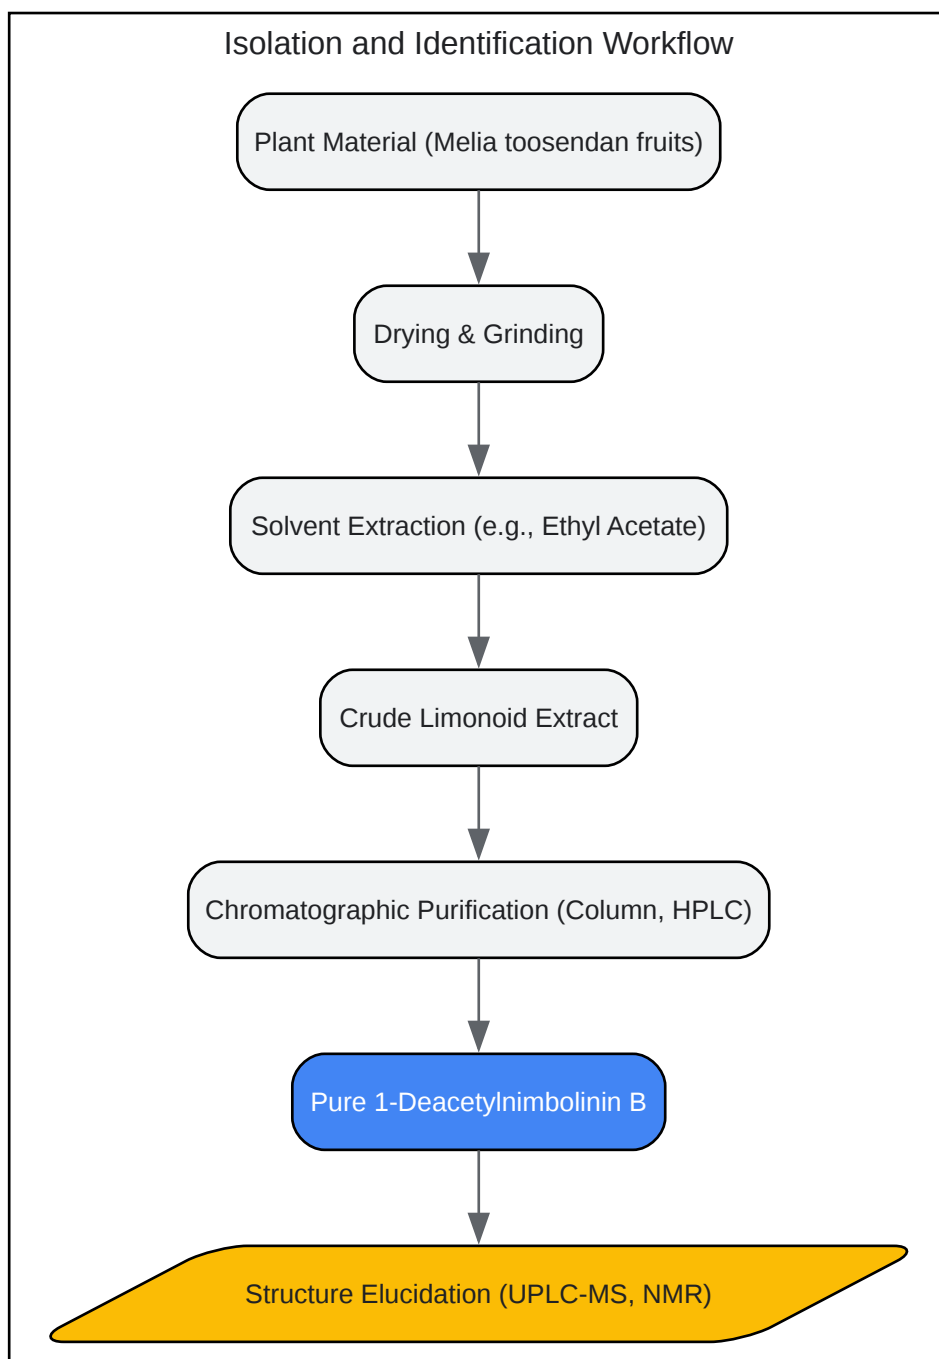 Isolation and Identification Workflow
Plant Material (Melia toosendan fruits)
Drying & Grinding
Solvent Extraction (e.g., Ethyl Acetate)
Crude Limonoid Extract
Chromatographic Purification (Column, HPLC)
Pure 1-Deacetylnimbolinin B
Structure Elucidation (UPLC-MS, NMR)